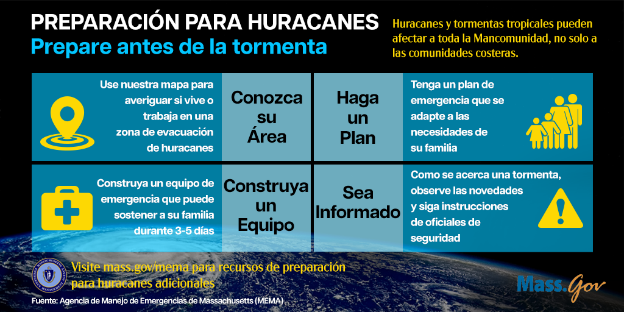 PREPARACIÓN PARA HURACANES
Prepare antes de la tormenta
Huracanes y tormentas tropicales pueden
afectar a toda la Mancomunidad, no solo a
las comunidades costeras.
Use nuestra mapa para
averiguar si vive o
trabaja en una
zona de evacuación
de huracanes
Conozca
su
Área
Haga
un
Plan
Tenga un plan de
emergencia que se
adapte a las
necesidades de
su familia
Construya un equipo de
emergencia que puede
sostener a su familia
durante 3-5 días
Construya
un
Equipo
Sea
Informado
Como se acerca una tormenta,
observe las novedades
y siga instrucciones
de oficiales de
seguridad
Visite mass.gov/mema para recursos de preparación
para huracanes adicionales
Mass.Gov
Fuente: Agencia de Manejo de Emergencias de Massachusetts (MEMA)